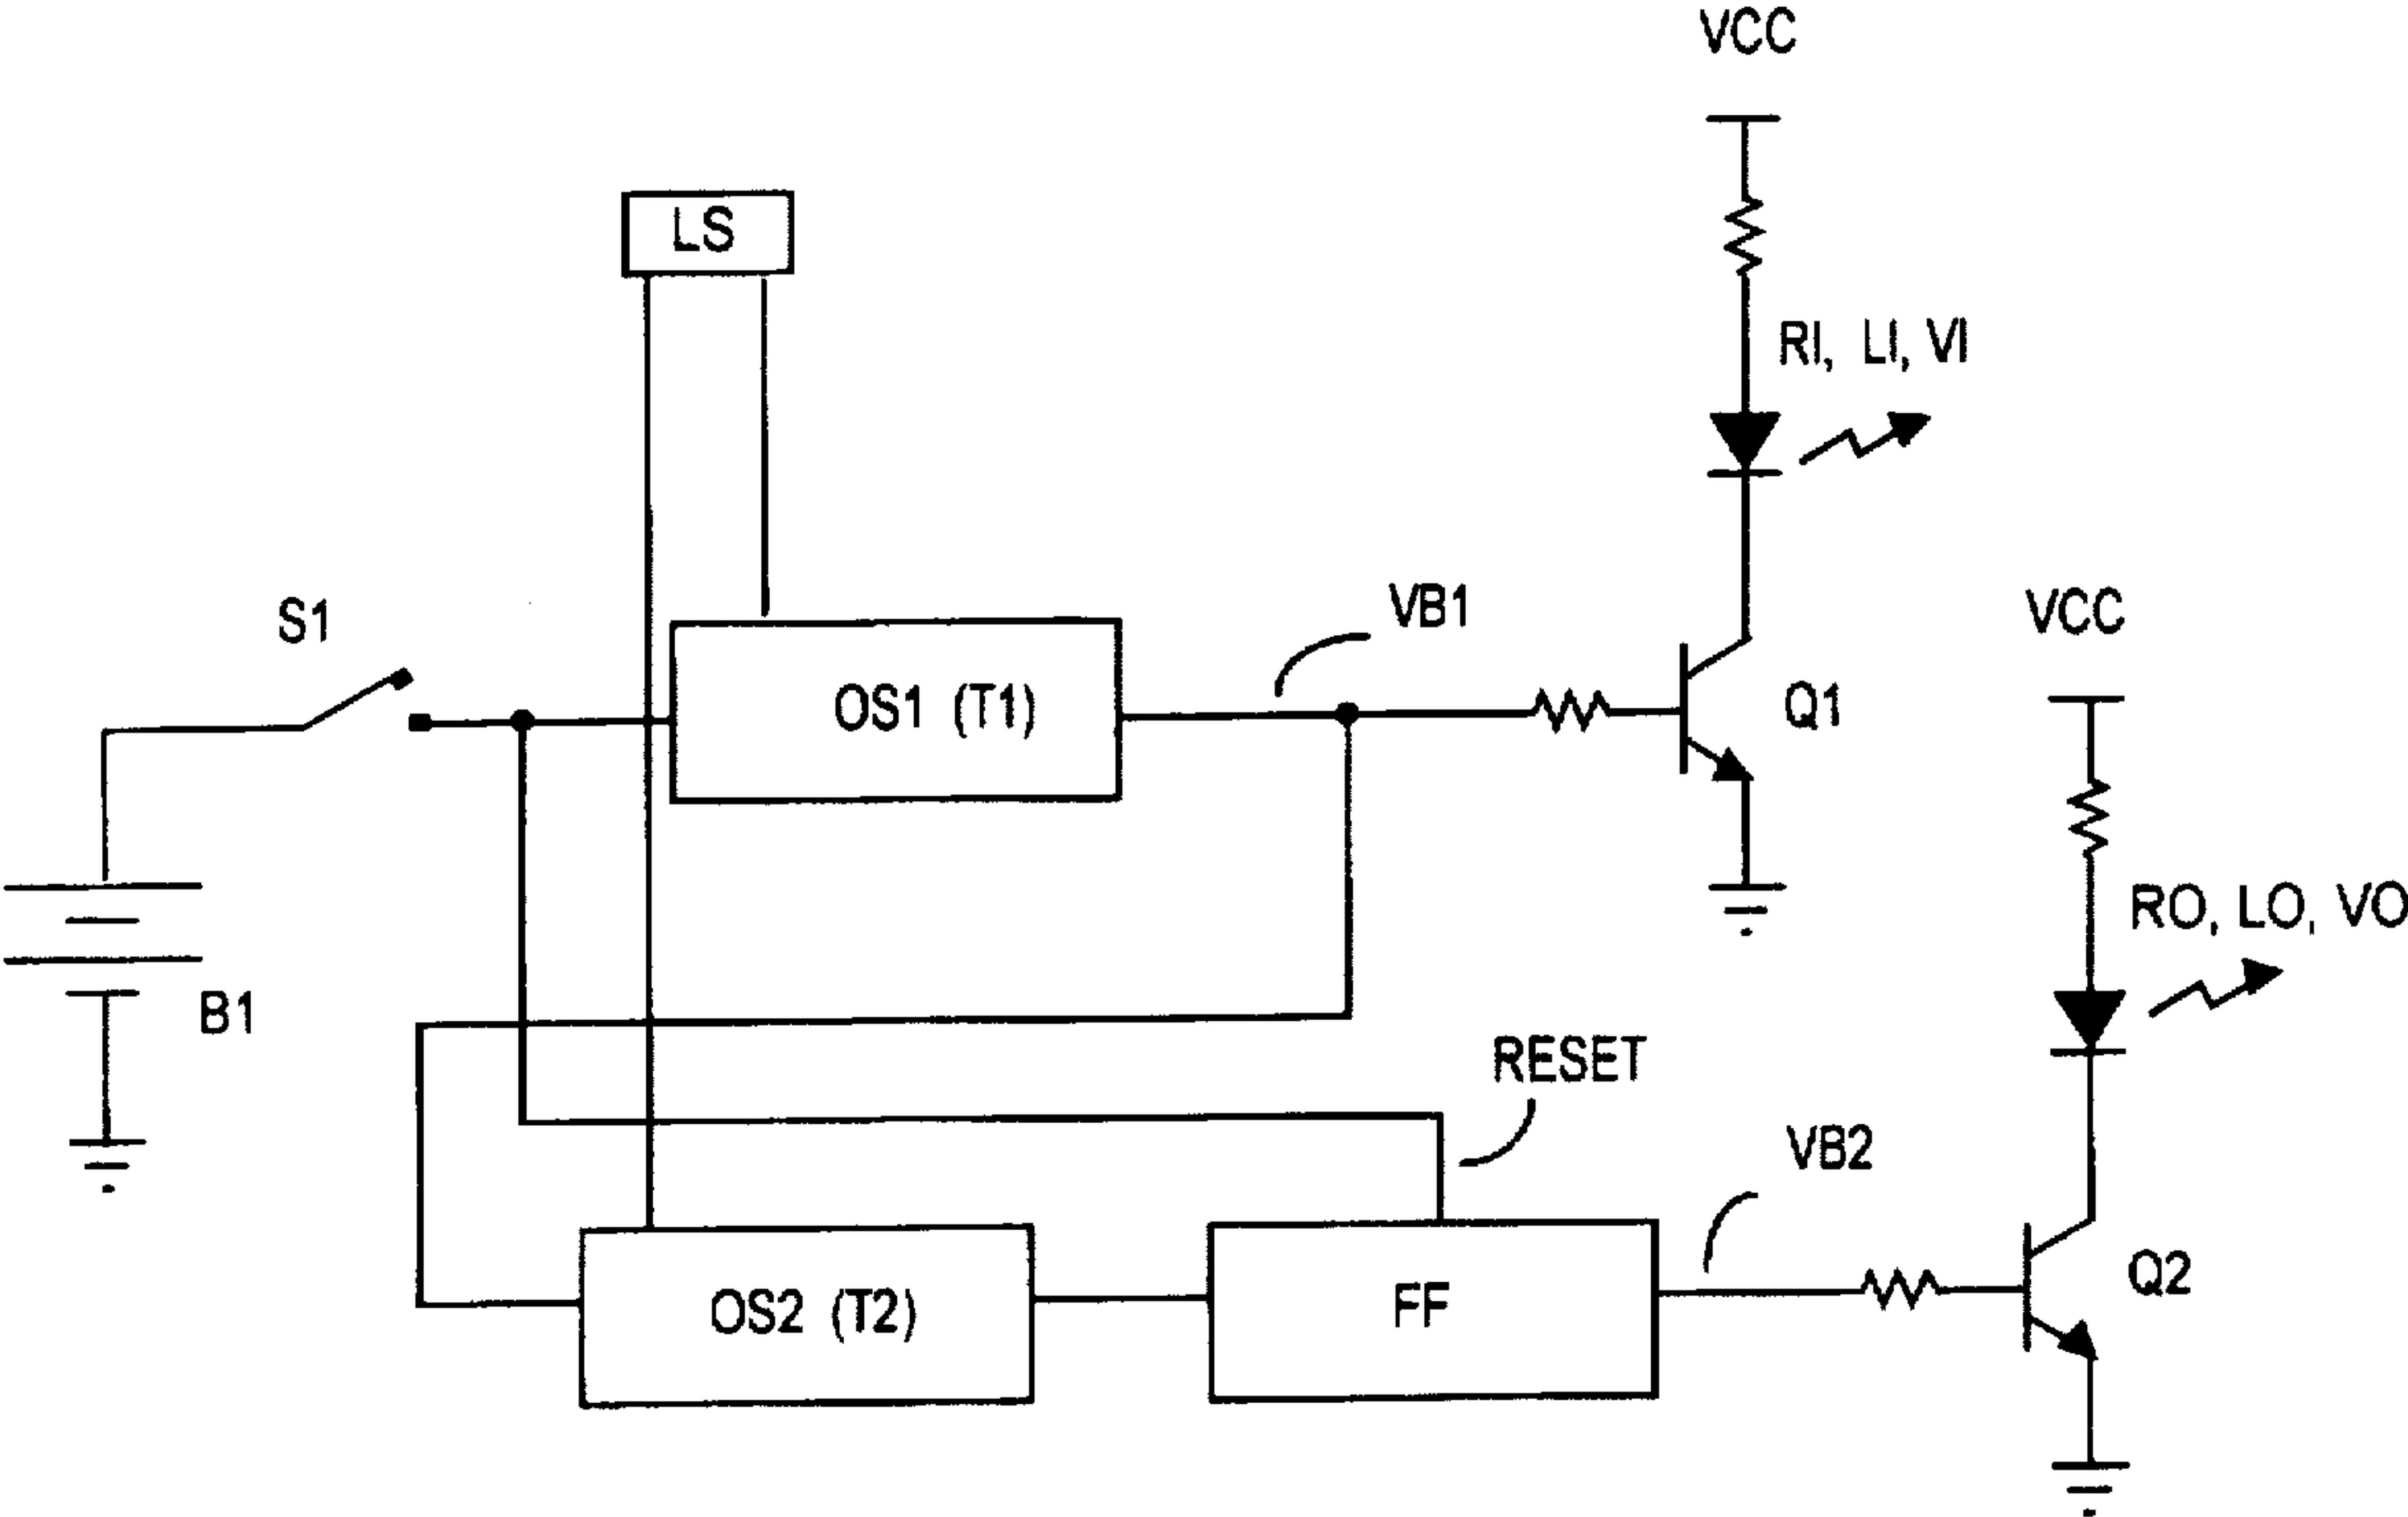 VCC
LS
RI, LI, VI
S1
VB1
VCC
OS1 (T1)
Q1
RO, LO, VO
B1
RESET
VB2
OS2 (T2)
FF
Q2